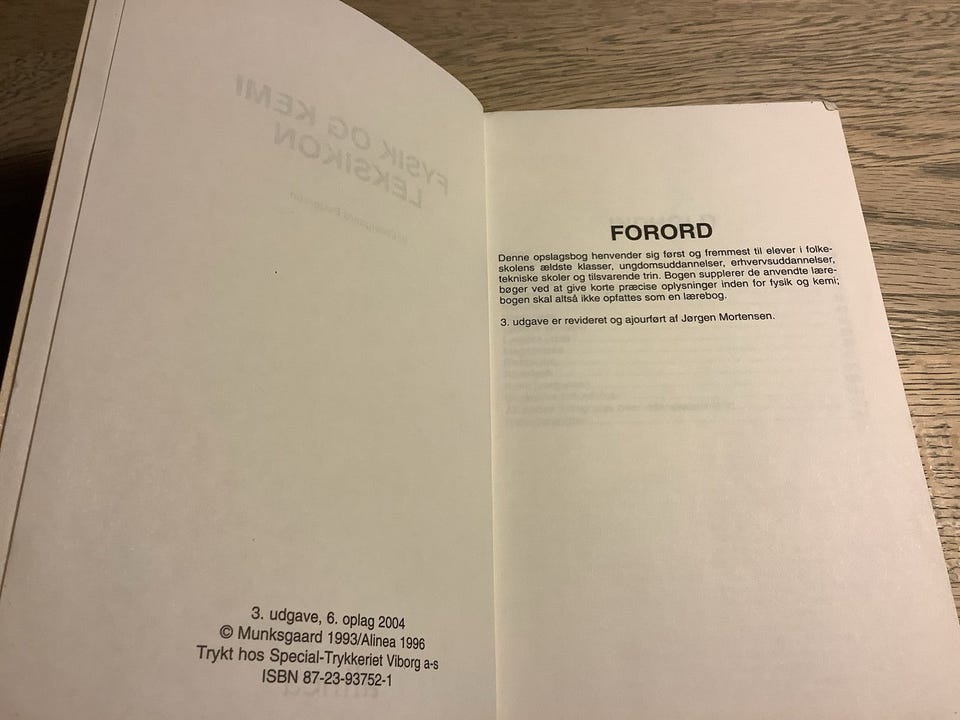 3. udgave, 6. oplag 2004
© Munksgaard 1993/Alinea 1996
Trykt hos Special-Trykkeriet Viborg a-s
ISBN 87-23-93752-1
FORORD
Denne opslagsbog henvender sig først og fremmest til elever i folke-
skolens ældste klasser, ungdomsuddannelser, erhvervsuddannelser,
tekniske skoler og tilsvarende trin. Bogen supplerer de anvendte lære-
bøger ved at give korte præcise oplysninger inden for fysik og kemi;
bogen skal altså ikke opfattes som en lærebog.
3. udgave er revideret og ajourført af Jørgen Mortensen.